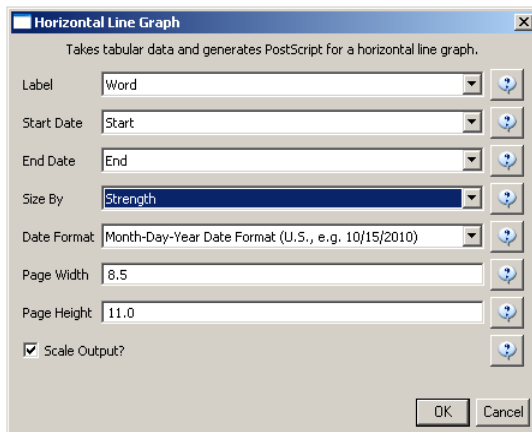 Horizontal Line Graph
Takes tabular data and generates PostScript for a horizontal line graph.
Label Word
Start Date Start
End Date End
Size By Strength
Date Format Month-Day-Year Date Format (U.S., e.g. 10/15/2010)
Page Width 8.5
Page Height 11.0
Scale Output?
OK Cancel